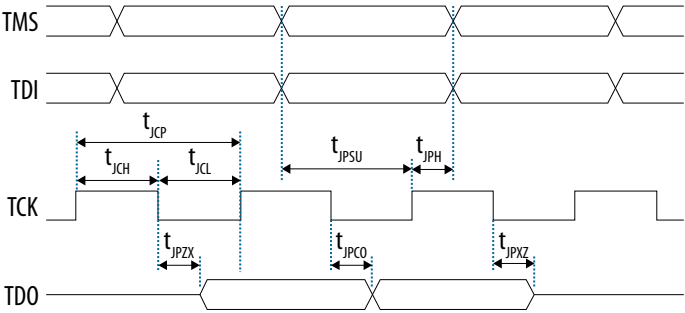 TMS
TDI
tJCP
tJCH tJCL tJPSU tJPH
TCK
tJPZX tJPCO tJPXZ
TDO